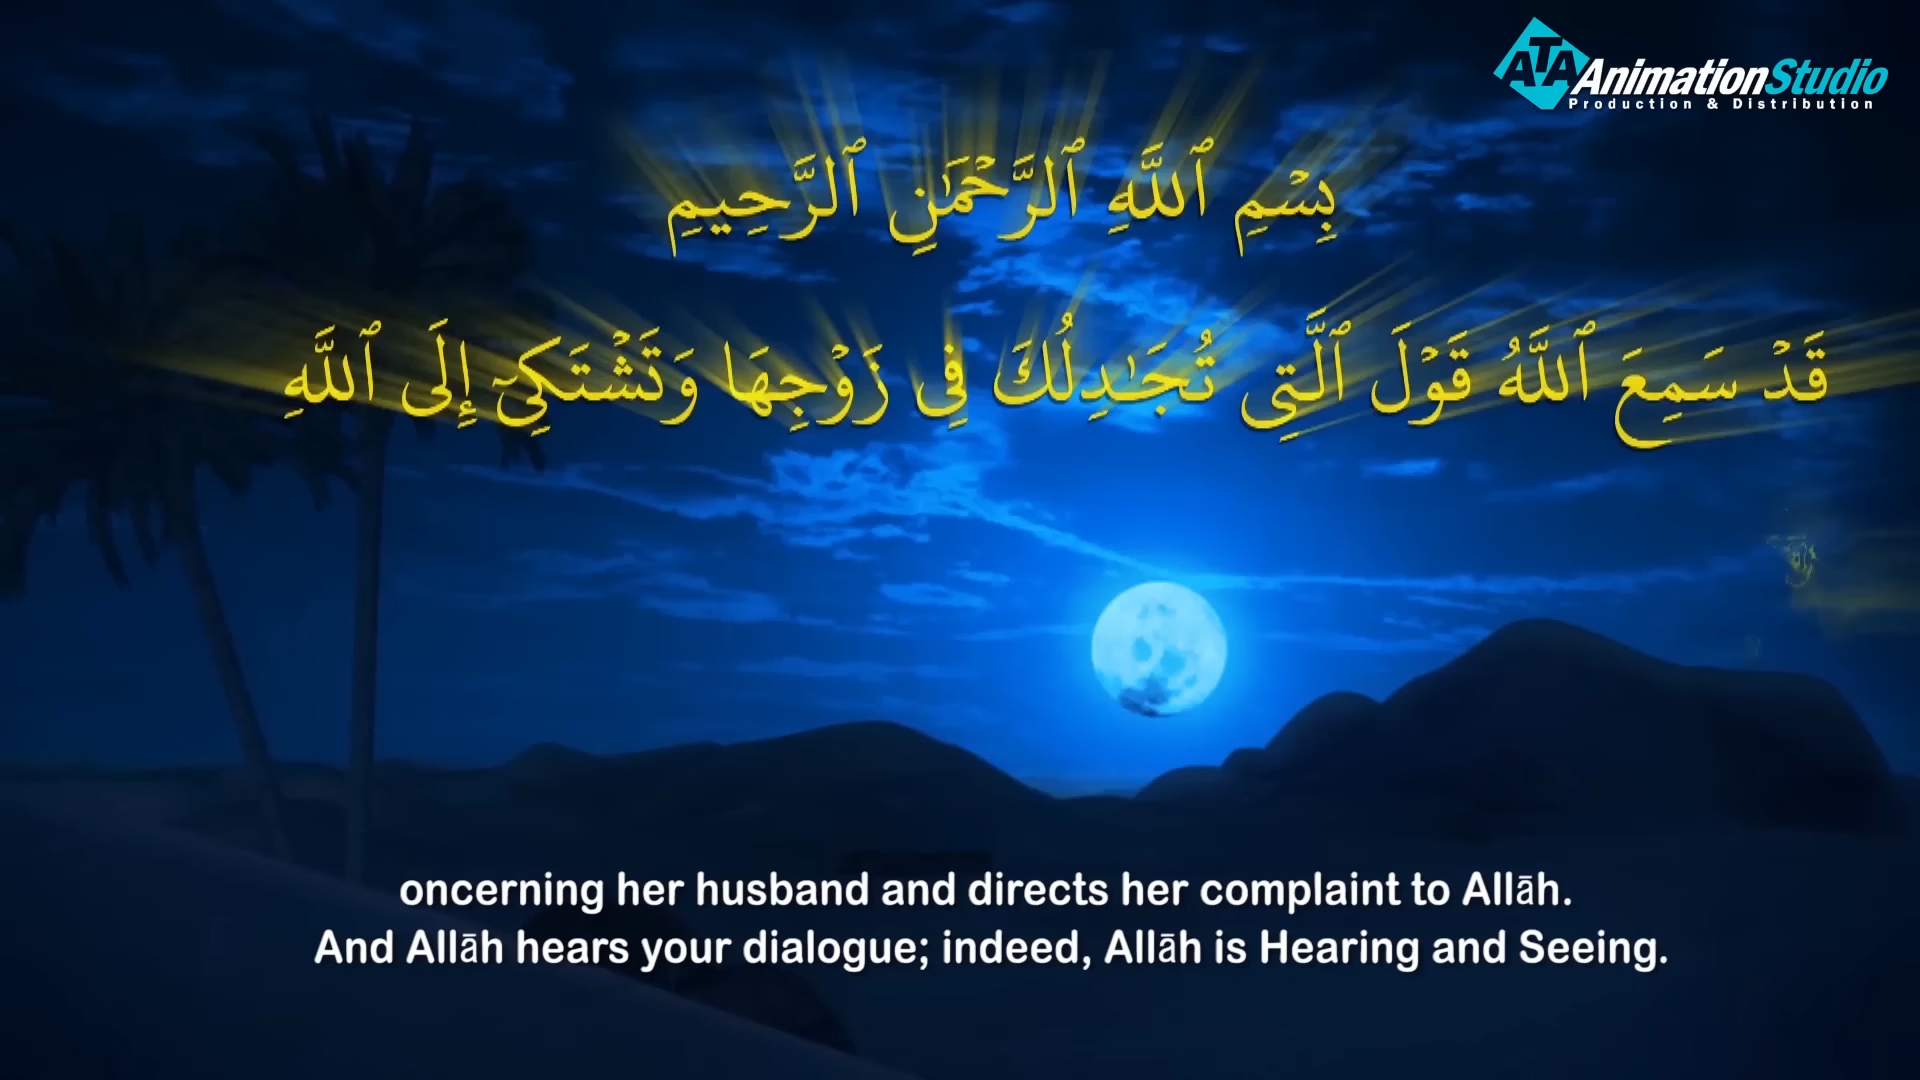 ATA AnimationStudio
Production & Distribution
بِسْمِ ٱللَّهِ ٱلرَّحْمَٰنِ ٱلرَّحِيمِ
قَدْ سَمِعَ ٱللَّهُ قَوْلَ ٱلَّتِى تُجَٰدِلُكَ فِى زَوْجِهَا وَتَشْتَكِىٓ إِلَى ٱللَّهِ
oncerning her husband and directs her complaint to Allāh.
And Allāh hears your dialogue; indeed, Allāh is Hearing and Seeing.